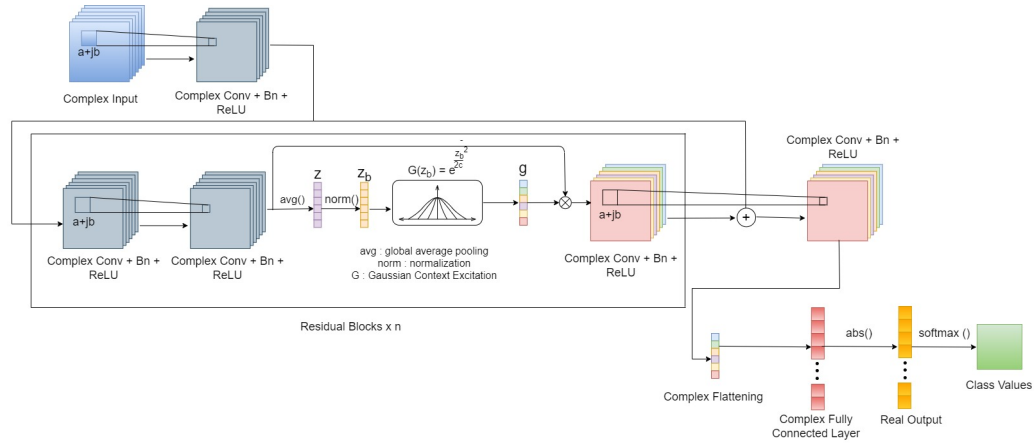 a+jb
Complex Input
Complex Conv + Bn +
ReLU
Complex Conv + Bn +
ReLU
a+jb
Complex Conv + Bn +
ReLU
Complex Conv + Bn +
ReLU
avg()
z
norm()
z_b
G(z_b) = e^-z_b^2/2c
g
avg : global average pooling
norm : normalization
G : Gaussian Context Excitation
a+jb
Complex Conv + Bn +
ReLU
Residual Blocks x n
Complex Flattening
Complex Fully
Connected Layer
abs()
Real Output
softmax ()
Class Values